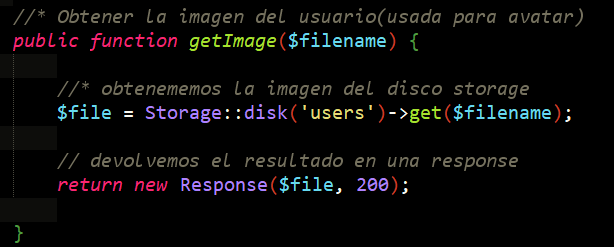 //* Obtener la imagen del usuario(usada para avatar)
public function getImage($filename) {
//* obtenememos la imagen del disco storage
$file = Storage::disk('users')->get($filename);
// devolvemos el resultado en una response
return new Response($file, 200);
}